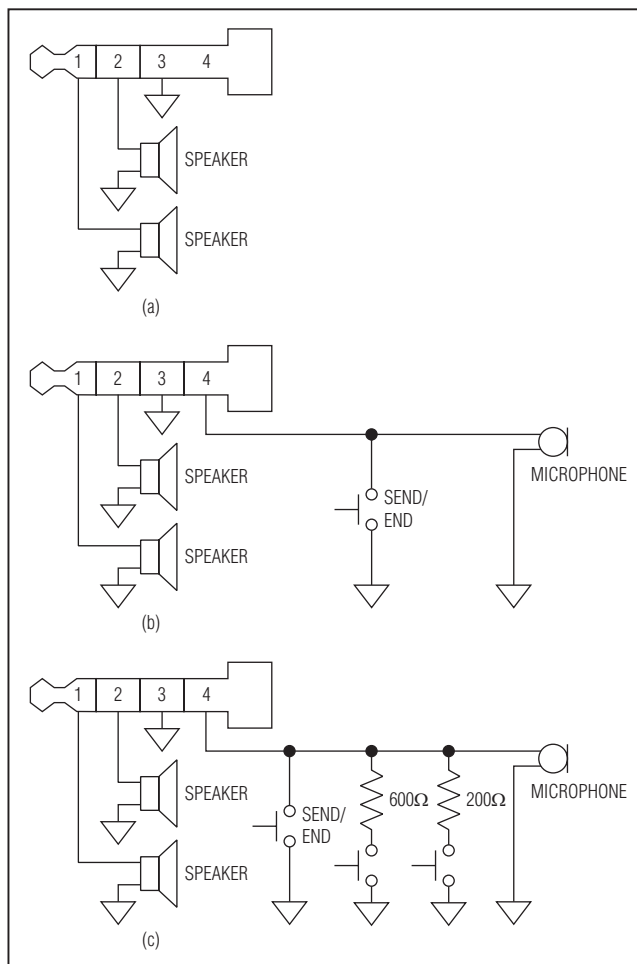 1 2 3 4
SPEAKER
SPEAKER
(a)
1 2 3 4
SPEAKER
SEND/
END
MICROPHONE
SPEAKER
(b)
1 2 3 4
SPEAKER
SEND/
END
600Ω
200Ω
MICROPHONE
SPEAKER
(c)